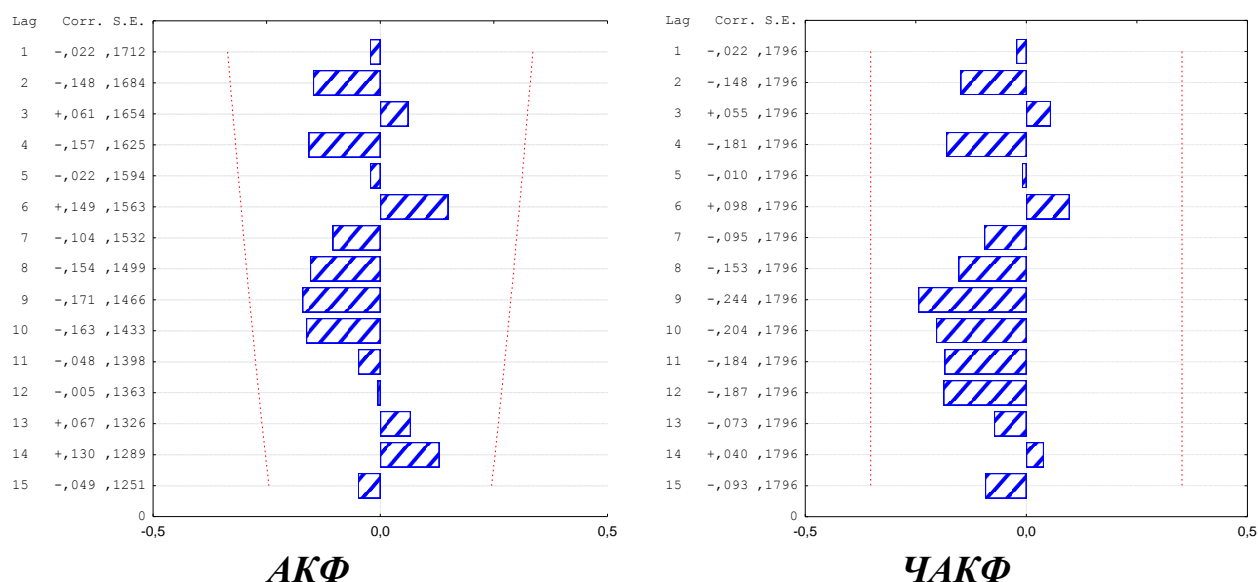 Lag Corr. S.E.
1 -,022 ,1712
2 -,148 ,1684
3 +,061 ,1654
4 -,157 ,1625
5 -,022 ,1594
6 +,149 ,1563
7 -,104 ,1532
8 -,154 ,1499
9 -,171 ,1466
10 -,163 ,1433
11 -,048 ,1398
12 -,005 ,1363
13 +,067 ,1326
14 +,130 ,1289
15 -,049 ,1251
0
-0,5 0,0 0,5
АКФ
Lag Corr. S.E.
1 -,022 ,1796
2 -,148 ,1796
3 +,055 ,1796
4 -,181 ,1796
5 -,010 ,1796
6 +,098 ,1796
7 -,095 ,1796
8 -,153 ,1796
9 -,244 ,1796
10 -,204 ,1796
11 -,184 ,1796
12 -,187 ,1796
13 -,073 ,1796
14 +,040 ,1796
15 -,093 ,1796
0
-0,5 0,0 0,5
ЧАКФ